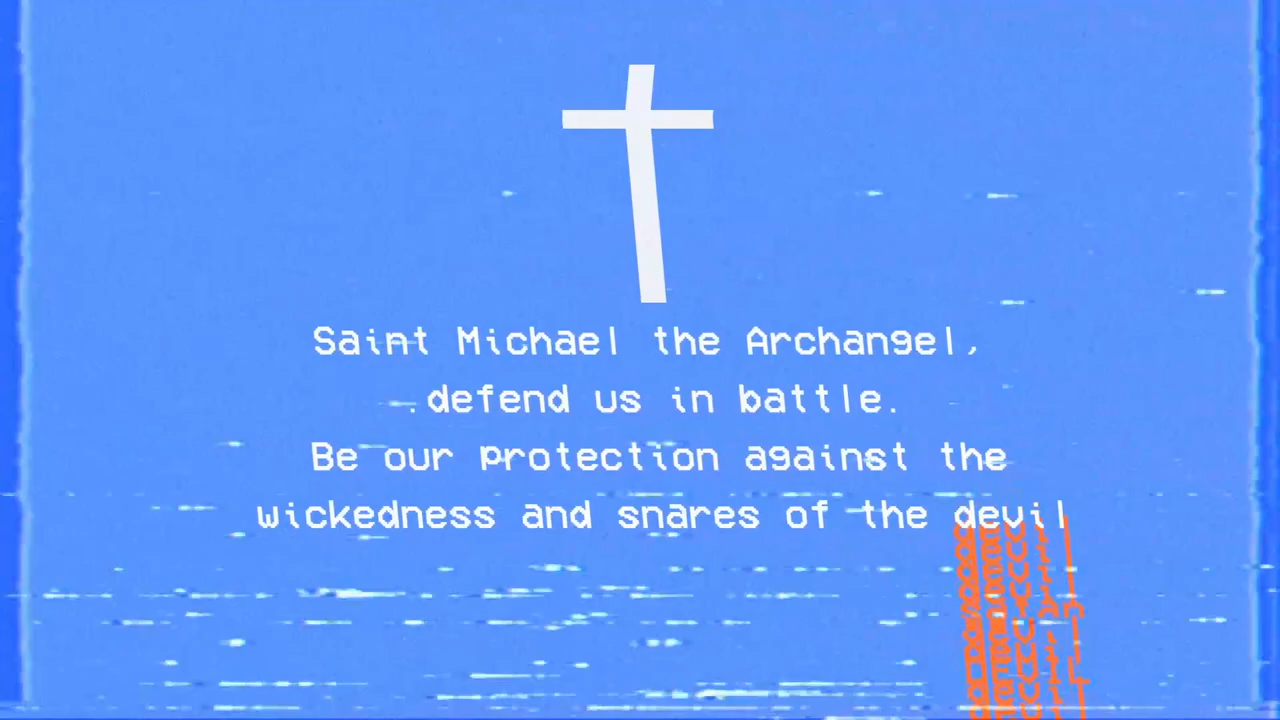 Saint Michael the Archangel,
defend us in battle.
Be our protection against the
wickedness and snares of the devil